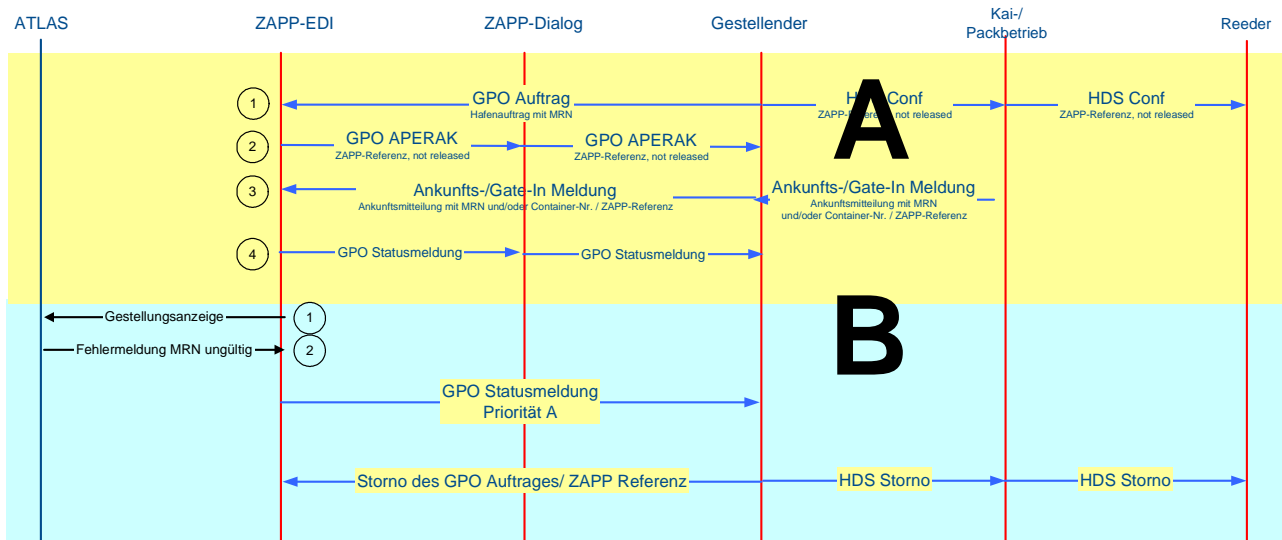 ATLAS
ZAPP-EDI
ZAPP-Dialog
Gestellender
Kai-/
Packbetrieb
Reeder
A
1
GPO Auftrag
Hafenauftrag mit MRN
HDS Conf
ZAPP-Referenz, not released
HDS Conf
ZAPP-Referenz, not released
2
GPO APERAK
ZAPP-Referenz, not released
GPO APERAK
ZAPP-Referenz, not released
3
Ankunfts-/Gate-In Meldung
Ankunftsmitteilung mit MRN und/oder Container-Nr. / ZAPP-Referenz
Ankunfts-/Gate-In Meldung
Ankunftsmitteilung mit MRN
und/oder Container-Nr. / ZAPP-Referenz
4
GPO Statusmeldung
GPO Statusmeldung
B
Gestellungsanzeige
1
Fehlermeldung MRN ungültig
2
GPO Statusmeldung
Priorität A
Storno des GPO Auftrages/ ZAPP Referenz
HDS Storno
HDS Storno